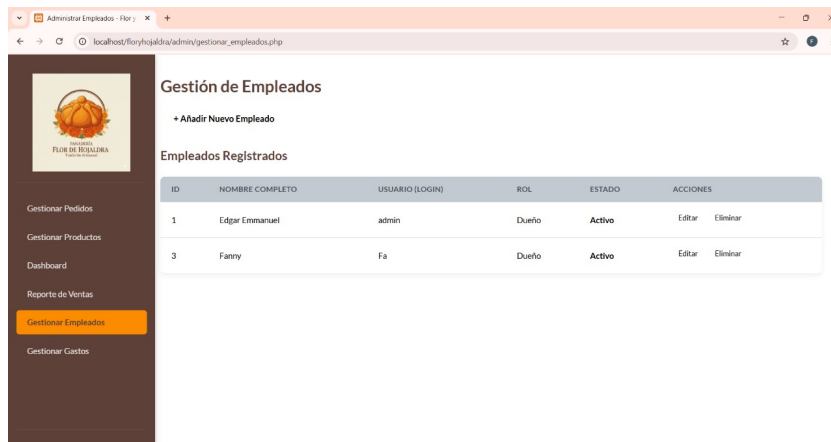 Administrar Empleados - Flor y
localhost/floryhojaldra/admin/gestionar_empleados.php
F
PANADERÍA
FLOR DE HOJALDRA
Gestionar Pedidos
Gestionar Productos
Dashboard
Reporte de Ventas
Gestionar Empleados
Gestionar Gastos
Gestión de Empleados
+ Añadir Nuevo Empleado
Empleados Registrados
ID NOMBRE COMPLETO USUARIO (LOGIN) ROL ESTADO ACCIONES
1 Edgar Emmanuel admin Dueño Activo Editar Eliminar
3 Fanny Fa Dueño Activo Editar Eliminar